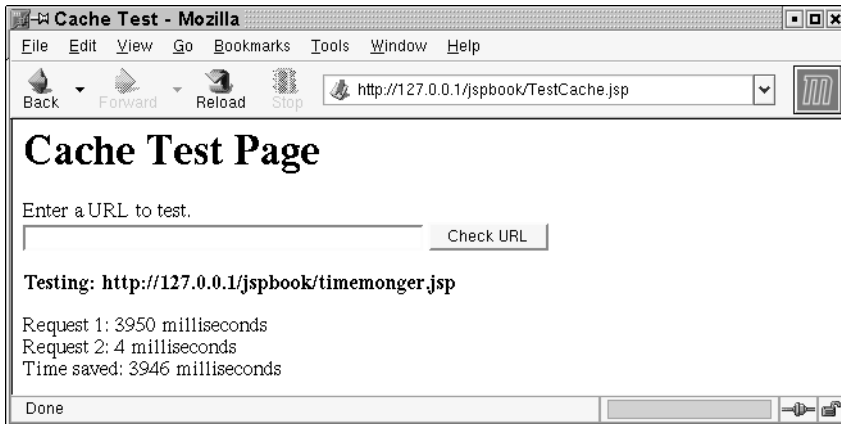 Cache Test - Mozilla
File Edit View Go Bookmarks Tools Window Help
Back Forward Reload Stop http://127.0.0.1/jspbook/TestCache.jsp
Cache Test Page
Enter a URL to test.
Check URL
Testing: http://127.0.0.1/jspbook/timemonger.jsp
Request 1: 3950 milliseconds
Request 2: 4 milliseconds
Time saved: 3946 milliseconds
Done